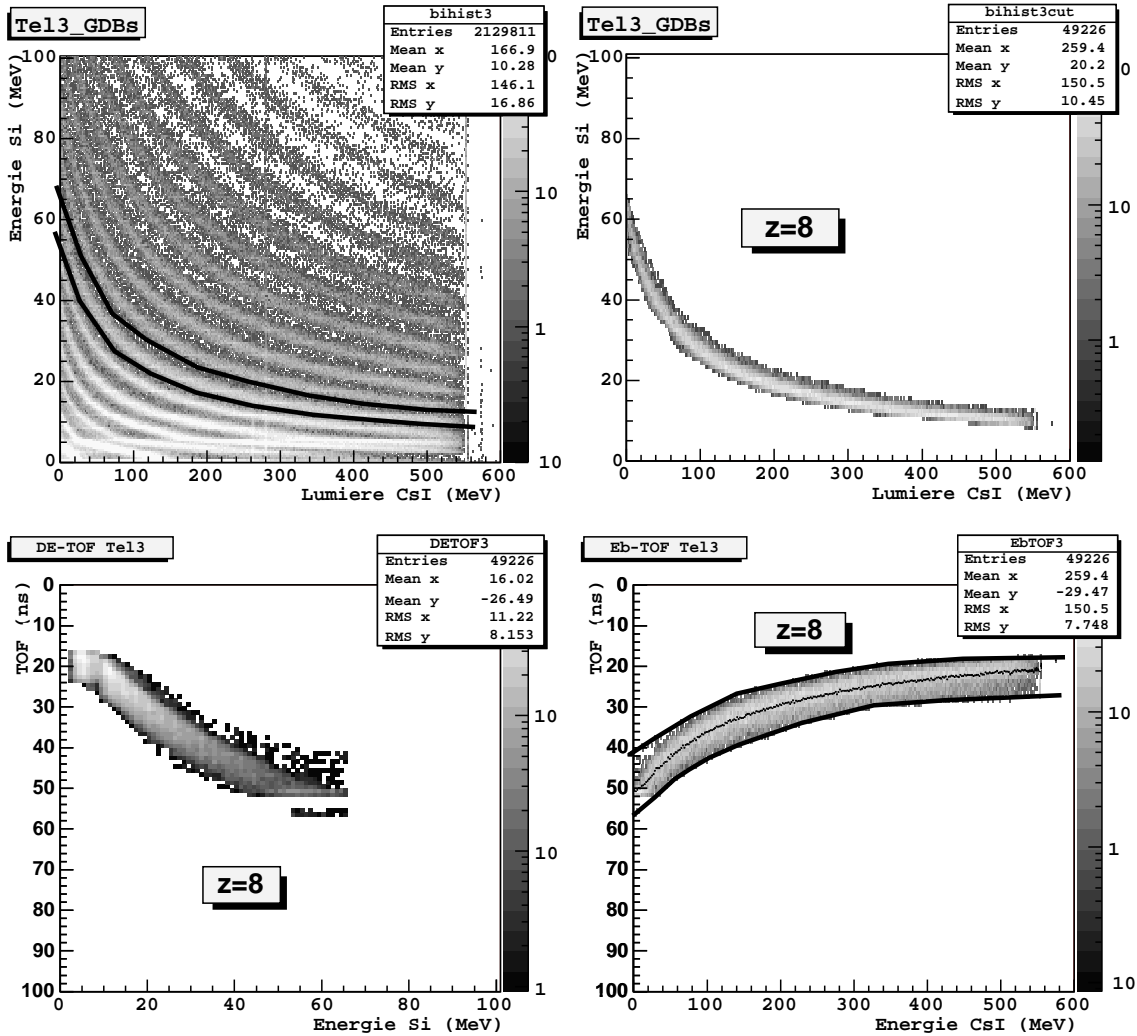 Tel3_GDBs
bihist3
Entries 2129811
Mean x 166.9
Mean y 10.28
RMS x 146.1
RMS y 16.86
Energie Si (MeV)
100
80
60
40
20
0
0 100 200 300 400 500 600
Lumiere CsI (MeV)
0
10
1
10
Tel3_GDBs
bihist3cut
Entries 49226
Mean x 259.4
Mean y 20.2
RMS x 150.5
RMS y 10.45
Energie Si (MeV)
100
80
60
40
20
0
0 100 200 300 400 500 600
Lumiere CsI (MeV)
z=8
0
10
1
DE-TOF Tel3
DETOF3
Entries 49226
Mean x 16.02
Mean y -26.49
RMS x 11.22
RMS y 8.153
TOF (ns)
0
10
20
30
40
50
60
70
80
90
100
0 20 40 60 80 100
Energie Si (MeV)
z=8
10
10
1
Eb-TOF Tel3
EbTOF3
Entries 49226
Mean x 259.4
Mean y -29.47
RMS x 150.5
RMS y 7.748
TOF (ns)
0
10
20
30
40
50
60
70
80
90
100
0 100 200 300 400 500 600
Energie CsI (MeV)
z=8
10
1
10